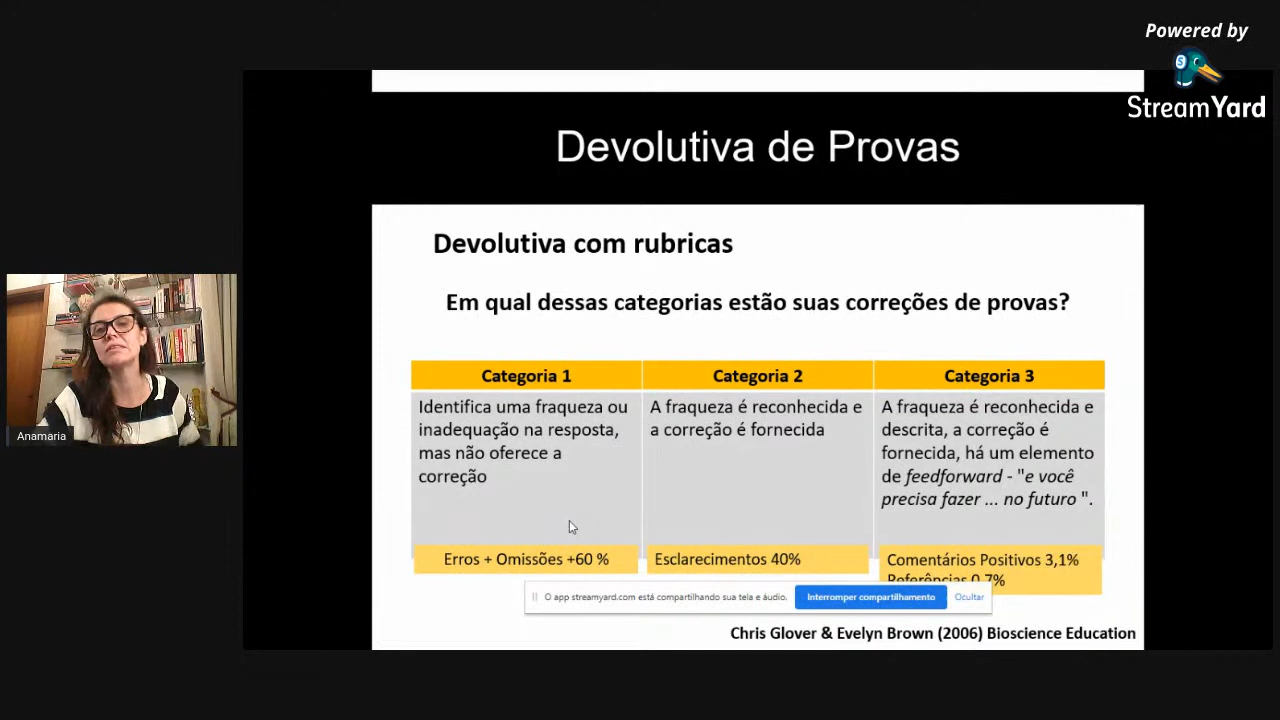 Powered by
StreamYard
Devolutiva de Provas
Devolutiva com rubricas
Em qual dessas categorias estão suas correções de provas?
Categoria 1
Identifica uma fraqueza ou
inadequação na resposta,
mas não oferece a
correção
Erros + Omissões +60 %
Categoria 2
A fraqueza é reconhecida e
a correção é fornecida
Esclarecimentos 40%
Categoria 3
A fraqueza é reconhecida e
descrita, a correção é
fornecida, há um elemento
de feedforward - "e você
precisa fazer ... no futuro ".
Comentários Positivos 3,1%
Referências 0,7%
O app streamyard.com está compartilhando sua tela e áudio.
Interromper compartilhamento
Ocultar
Chris Glover & Evelyn Brown (2006) Bioscience Education
Anamaria